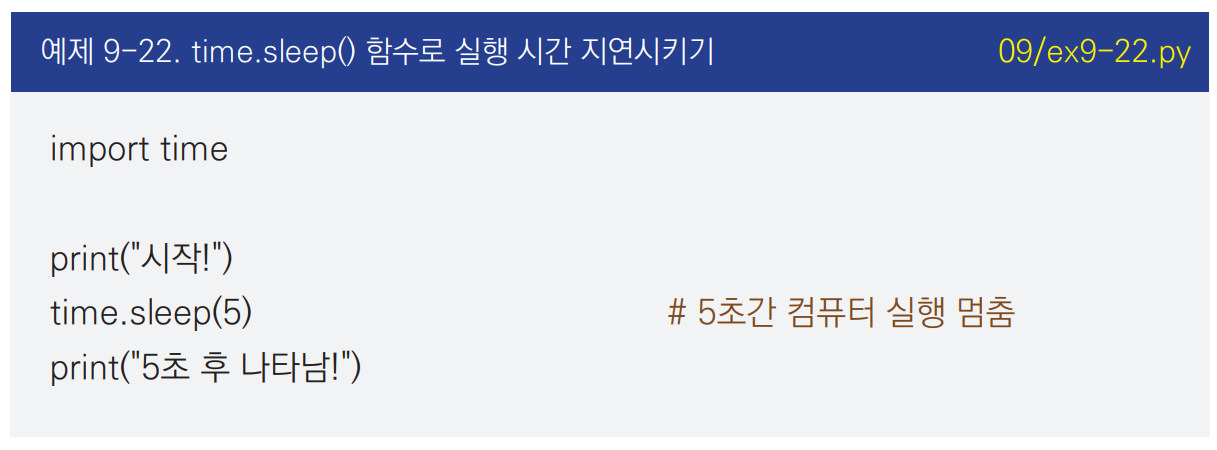 예제 9-22. time.sleep() 함수로 실행 시간 지연시키기 09/ex9-22.py
import time
print("시작!")
time.sleep(5) # 5초간 컴퓨터 실행 멈춤
print("5초 후 나타남!")